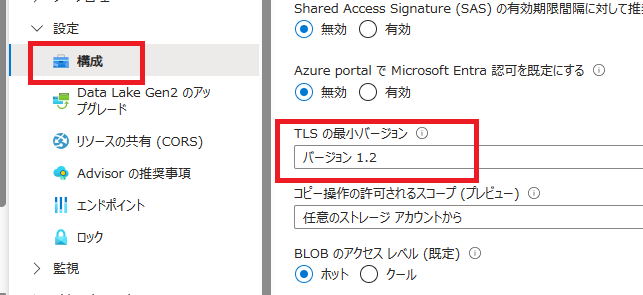 設定
構成
Data Lake Gen2 のアッ
プグレード
リソースの共有 (CORS)
Advisor の推奨事項
エンドポイント
ロック
監視
Shared Access Signature (SAS) の有効期限間隔に対して推
無効 有効
Azure portal で Microsoft Entra 認可を既定にする
無効 有効
TLS の最小バージョン
バージョン 1.2
コピー操作の許可されるスコープ (プレビュー)
任意のストレージ アカウントから
BLOB のアクセス レベル (既定)
ホット クール